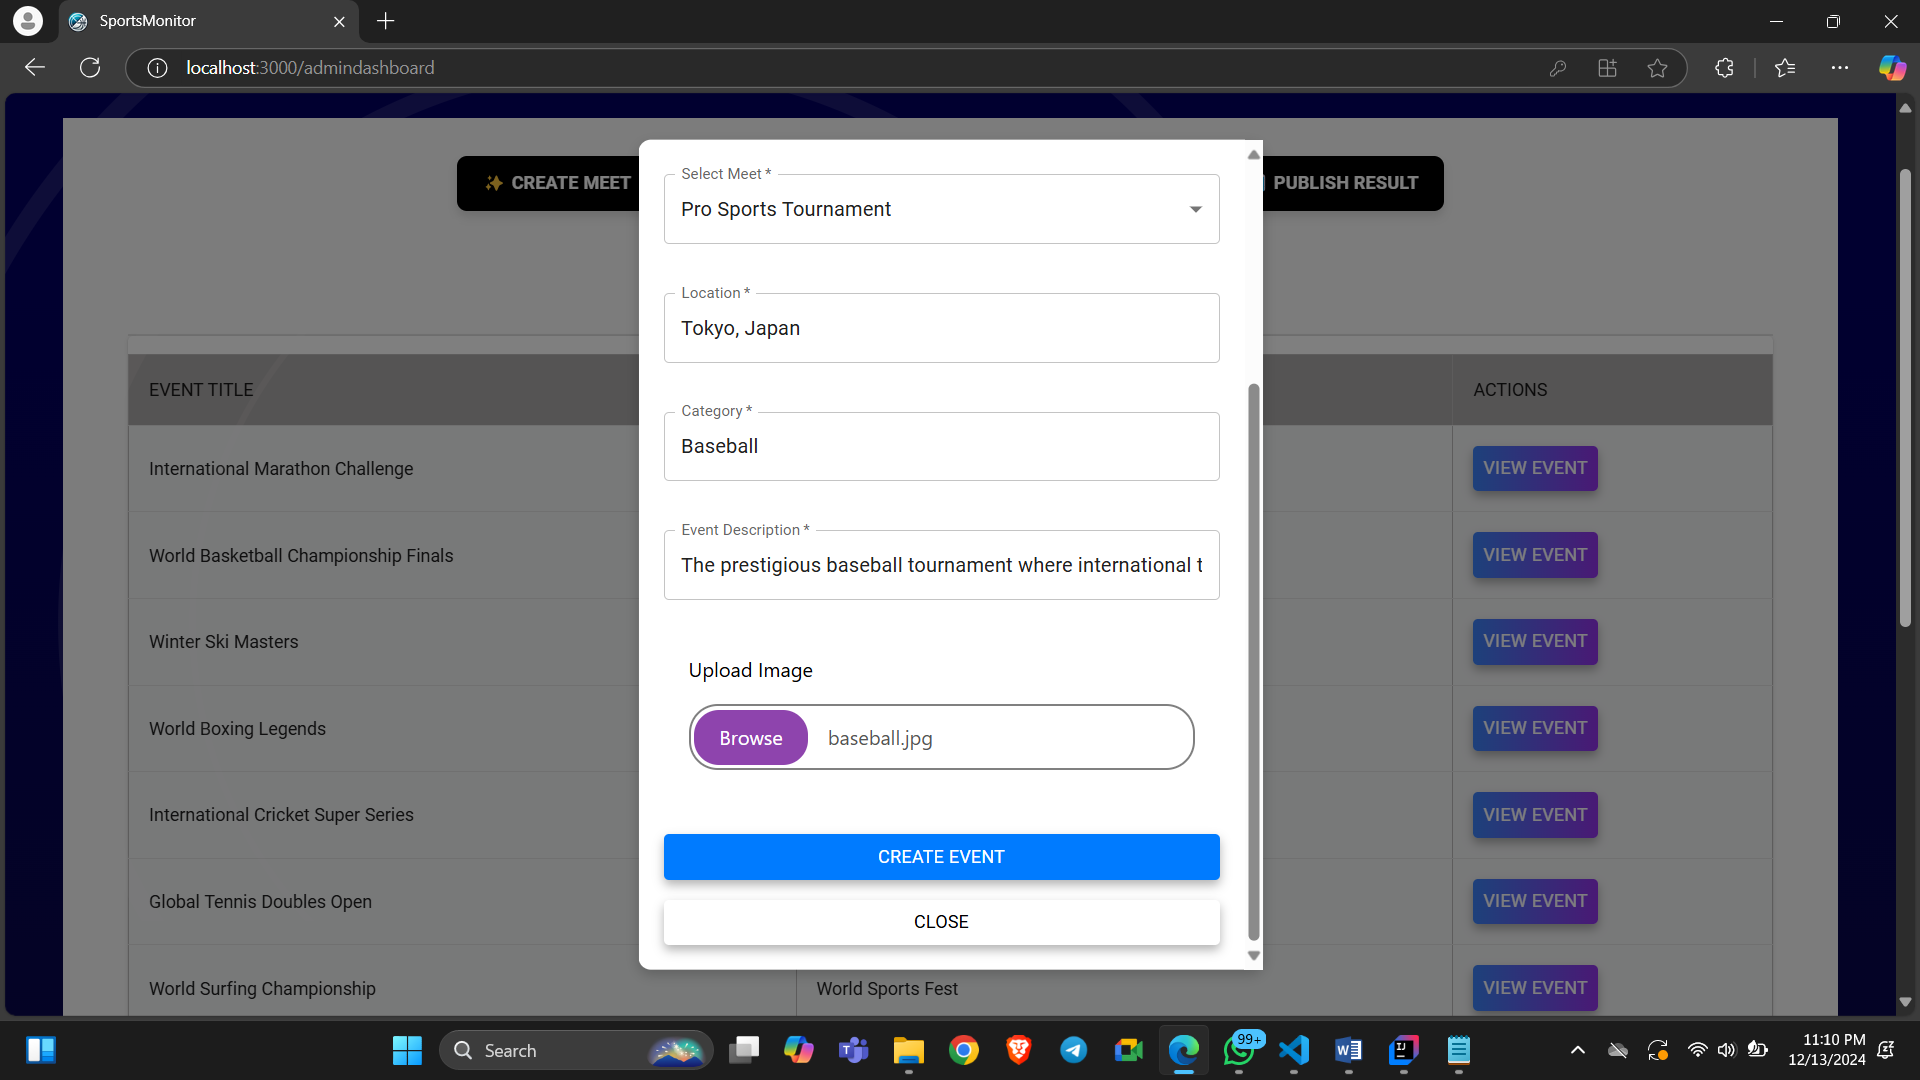 SportsMonitor
localhost:3000/admindashboard
✨ CREATE MEET
PUBLISH RESULT
Select Meet *
Pro Sports Tournament
Location *
Tokyo, Japan
Category *
Baseball
Event Description *
The prestigious baseball tournament where international t
Upload Image
Browse baseball.jpg
CREATE EVENT
CLOSE
EVENT TITLE ACTIONS
International Marathon Challenge VIEW EVENT
World Basketball Championship Finals VIEW EVENT
Winter Ski Masters VIEW EVENT
World Boxing Legends VIEW EVENT
International Cricket Super Series VIEW EVENT
Global Tennis Doubles Open VIEW EVENT
World Surfing Championship World Sports Fest VIEW EVENT
Search
99+
11:10 PM
12/13/2024